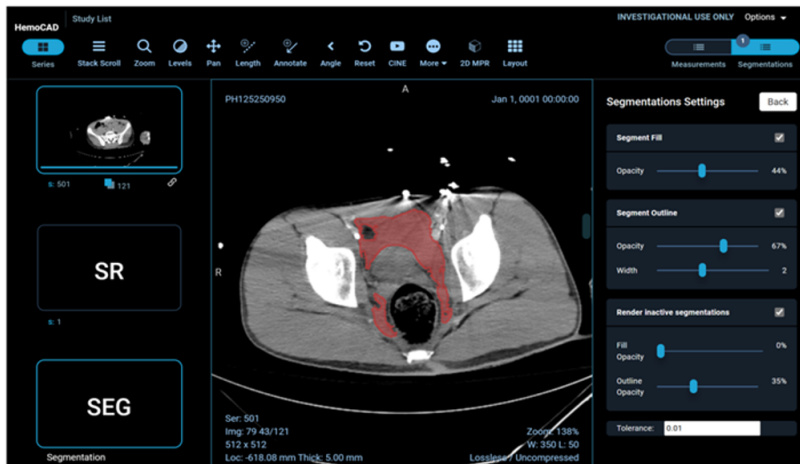 HemoCAD
Study List
INVESTIGATIONAL USE ONLY
Options
Series
Stack Scroll
Zoom
Levels
Pan
Length
Annotate
Angle
Reset
CINE
More
2D MPR
Layout
1
Measurements
Segmentations
s: 501
121
SR
s: 1
SEG
Segmentation
PH125250950
A
Jan 1, 0001 00:00:00
R
Ser: 501
Img: 79 43/121
512 x 512
Loc: -618.08 mm Thick: 5.00 mm
Zoom: 138%
W: 350 L: 50
Lossless / Uncompressed
Segmentations Settings
Back
Segment Fill
Opacity
44%
Segment Outline
Opacity
67%
Width
2
Render inactive segmentations
Fill
Opacity
0%
Outline
Opacity
35%
Tolerance:
0.01